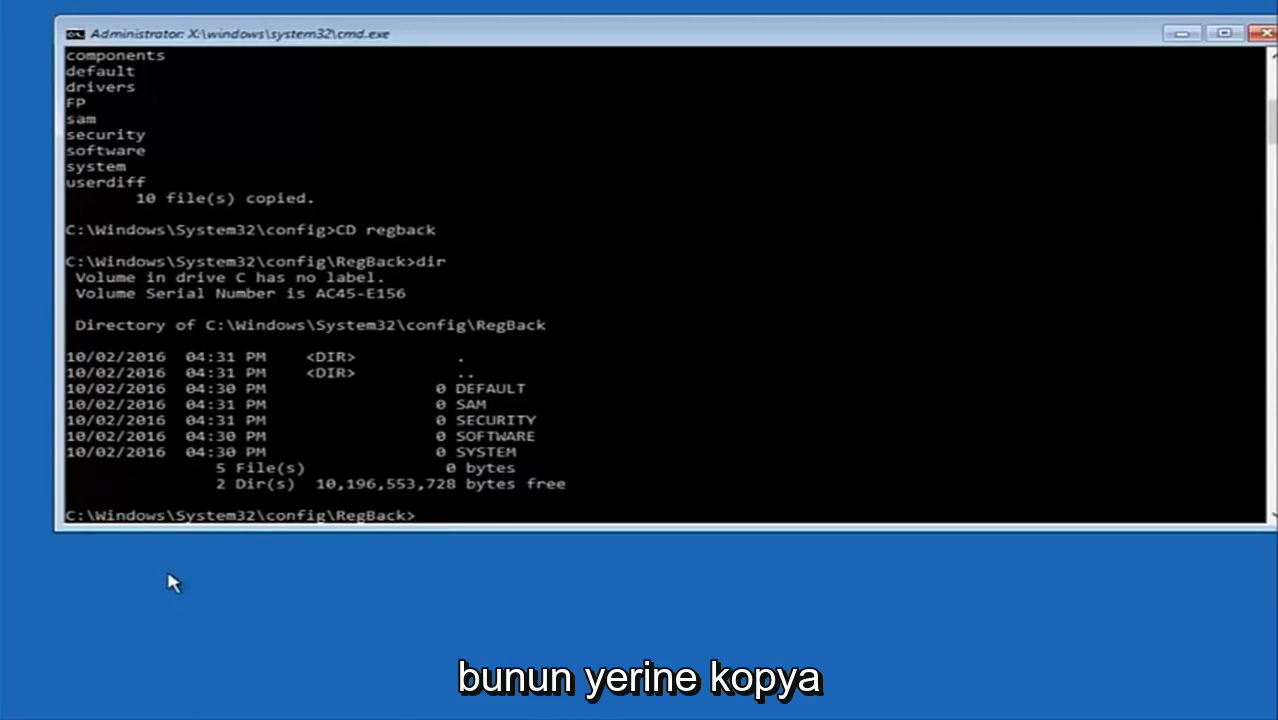 Administrator: X:\windows\system32\cmd.exe
components
default
drivers
FP
sam
security
software
system
userdiff
10 file(s) copied.
C:\Windows\System32\config>CD regback
C:\Windows\System32\config\RegBack>dir
Volume in drive C has no label.
Volume Serial Number is AC45-E156
Directory of C:\Windows\System32\config\RegBack
10/02/2016 04:31 PM <DIR> .
10/02/2016 04:31 PM <DIR> ..
10/02/2016 04:30 PM 0 DEFAULT
10/02/2016 04:31 PM 0 SAM
10/02/2016 04:31 PM 0 SECURITY
10/02/2016 04:30 PM 0 SOFTWARE
10/02/2016 04:30 PM 0 SYSTEM
5 File(s) 0 bytes
2 Dir(s) 10,196,553,728 bytes free
C:\Windows\System32\config\RegBack>
bunun yerine kopya